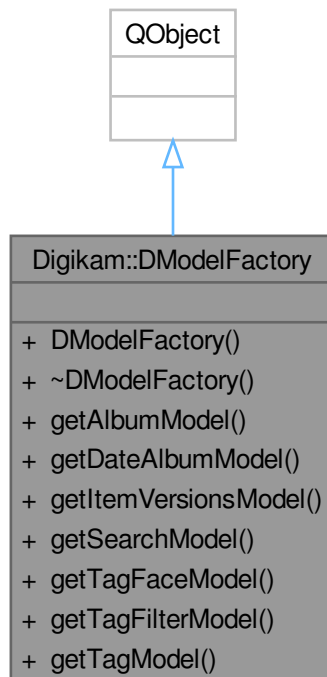 QObject
Digikam::DModelFactory
+ DModelFactory()
+ ~DModelFactory()
+ getAlbumModel()
+ getDateAlbumModel()
+ getItemVersionsModel()
+ getSearchModel()
+ getTagFaceModel()
+ getTagFilterModel()
+ getTagModel()